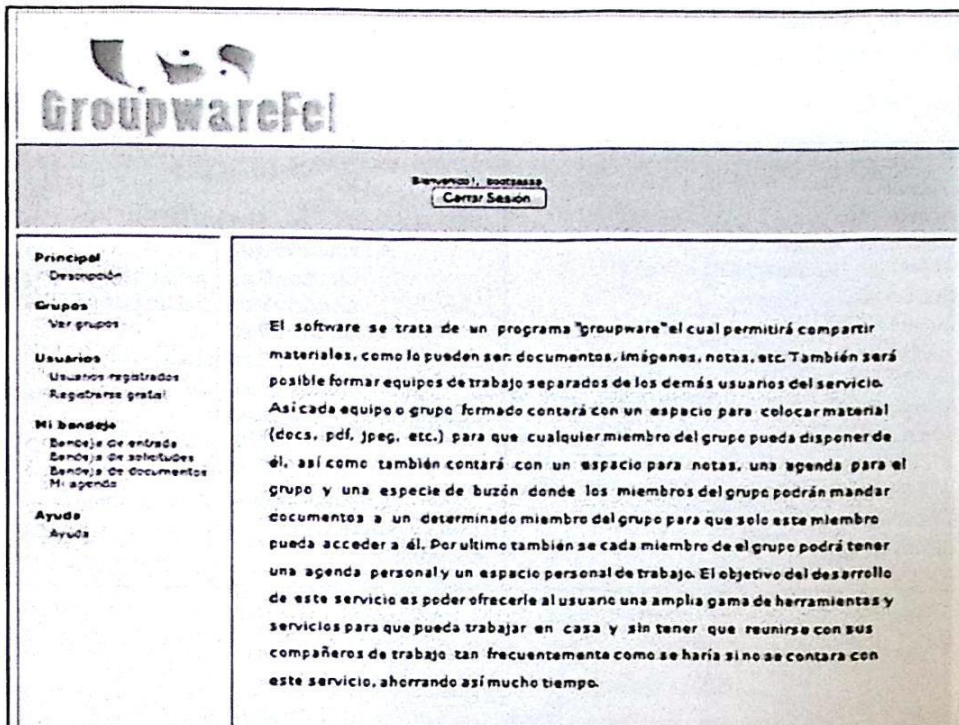 GroupwareFcl
Bienvenido!, bootsassa
Cerrar Sesión
Principal
Descripción
Grupos
Ver grupos
Usuarios
Usuarios registrados
Registrarse gratis!
Mi bandeja
Bandeja de entrada
Bandeja de solicitudes
Bandeja de documentos
Mi agenda
Ayuda
Ayuda
El software se trata de un programa "groupware" el cual permitirá compartir
materiales, como lo pueden ser: documentos, imágenes, notas, etc. También será
posible formar equipos de trabajo separados de los demás usuarios del servicio.
Así cada equipo o grupo formado contará con un espacio para colocar material
(docs, pdf, jpeg, etc.) para que cualquier miembro del grupo pueda disponer de
él, así como también contará con un espacio para notas, una agenda para el
grupo y una especie de buzón donde los miembros del grupo podrán mandar
documentos a un determinado miembro del grupo para que solo este miembro
pueda acceder a él. Por ultimo también se cada miembro de el grupo podrá tener
una agenda personal y un espacio personal de trabajo. El objetivo del desarrollo
de este servicio es poder ofrecerle al usuario una amplia gama de herramientas y
servicios para que pueda trabajar en casa y sin tener que reunirse con sus
compañeros de trabajo tan frecuentemente como se haría si no se contara con
este servicio, ahorrando así mucho tiempo.